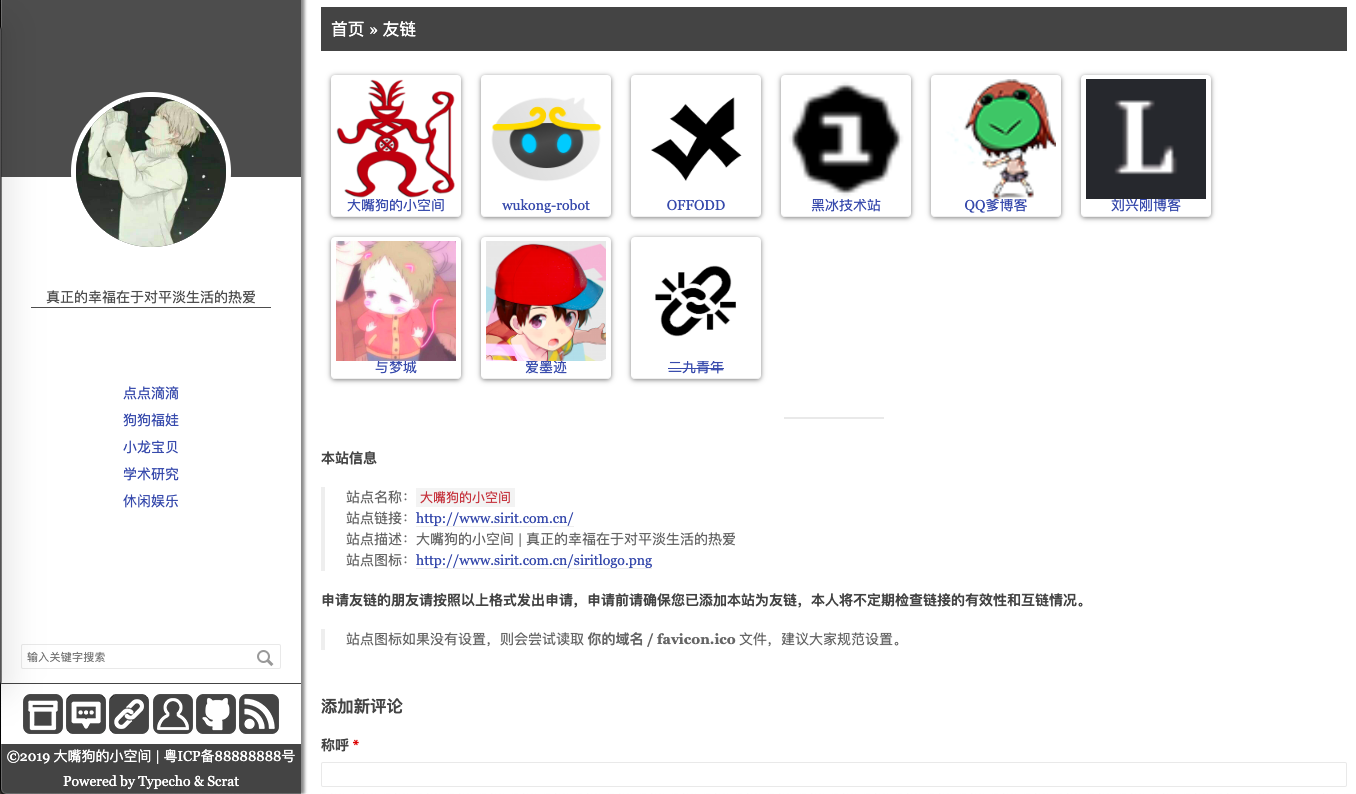 首页 » 友链
大嘴狗的小空间
wukong-robot
OFFODD
1
黑冰技术站
QQ爹博客
L
刘兴刚博客
与梦城
爱墨迹
二九青年
真正的幸福在于对平淡生活的热爱
点点滴滴
狗狗福娃
小龙宝贝
学术研究
休闲娱乐
输入关键字搜索
©2019 大嘴狗的小空间 | 粤ICP备88888888号
Powered by Typecho & Scrat
本站信息
站点名称：大嘴狗的小空间
站点链接：http://www.sirit.com.cn/
站点描述：大嘴狗的小空间 | 真正的幸福在于对平淡生活的热爱
站点图标：http://www.sirit.com.cn/siritlogo.png
申请友链的朋友请按照以上格式发出申请，申请前请确保您已添加本站为友链，本人将不定期检查链接的有效性和互链情况。
站点图标如果没有设置，则会尝试读取 你的域名 / favicon.ico 文件，建议大家规范设置。
添加新评论
称呼 *